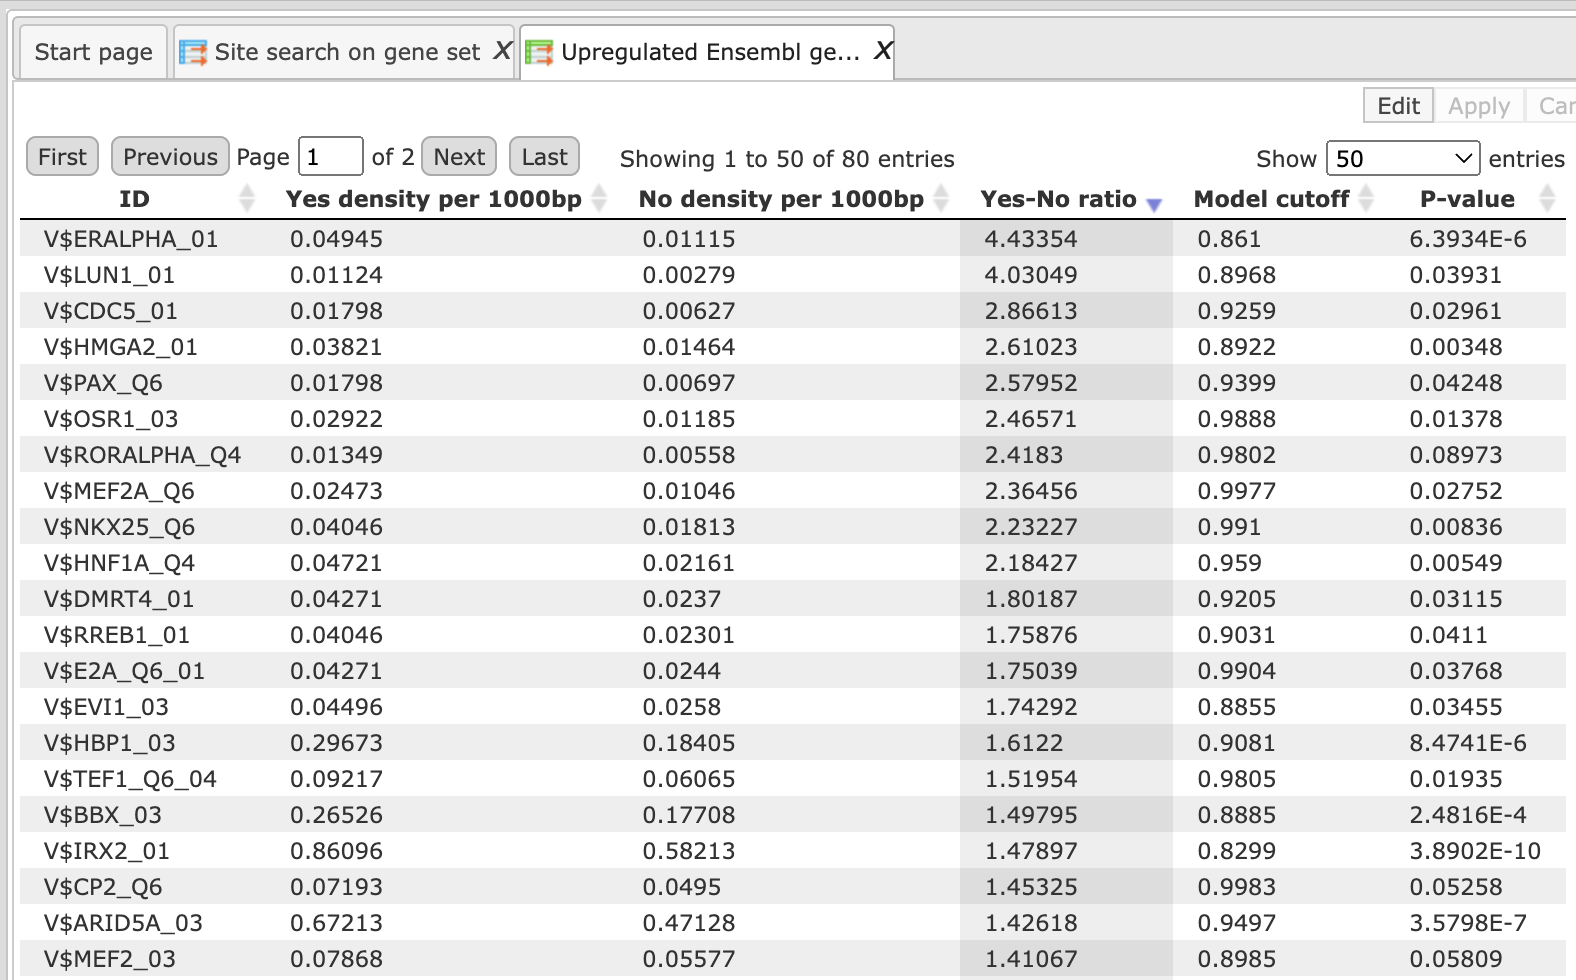 Start page Site search on gene set X Upregulated Ensembl ge... X
Edit Apply Can
First Previous Page 1 of 2 Next Last Showing 1 to 50 of 80 entries Show 50 entries
ID Yes density per 1000bp No density per 1000bp Yes-No ratio Model cutoff P-value
V$ERALPHA_01 0.04945 0.01115 4.43354 0.861 6.3934E-6
V$LUN1_01 0.01124 0.00279 4.03049 0.8968 0.03931
V$CDC5_01 0.01798 0.00627 2.86613 0.9259 0.02961
V$HMGA2_01 0.03821 0.01464 2.61023 0.8922 0.00348
V$PAX_Q6 0.01798 0.00697 2.57952 0.9399 0.04248
V$OSR1_03 0.02922 0.01185 2.46571 0.9888 0.01378
V$RORALPHA_Q4 0.01349 0.00558 2.4183 0.9802 0.08973
V$MEF2A_Q6 0.02473 0.01046 2.36456 0.9977 0.02752
V$NKX25_Q6 0.04046 0.01813 2.23227 0.991 0.00836
V$HNF1A_Q4 0.04721 0.02161 2.18427 0.959 0.00549
V$DMRT4_01 0.04271 0.0237 1.80187 0.9205 0.03115
V$RREB1_01 0.04046 0.02301 1.75876 0.9031 0.0411
V$E2A_Q6_01 0.04271 0.0244 1.75039 0.9904 0.03768
V$EVI1_03 0.04496 0.0258 1.74292 0.8855 0.03455
V$HBP1_03 0.29673 0.18405 1.6122 0.9081 8.4741E-6
V$TEF1_Q6_04 0.09217 0.06065 1.51954 0.9805 0.01935
V$BBX_03 0.26526 0.17708 1.49795 0.8885 2.4816E-4
V$IRX2_01 0.86096 0.58213 1.47897 0.8299 3.8902E-10
V$CP2_Q6 0.07193 0.0495 1.45325 0.9983 0.05258
V$ARID5A_03 0.67213 0.47128 1.42618 0.9497 3.5798E-7
V$MEF2_03 0.07868 0.05577 1.41067 0.8985 0.05809